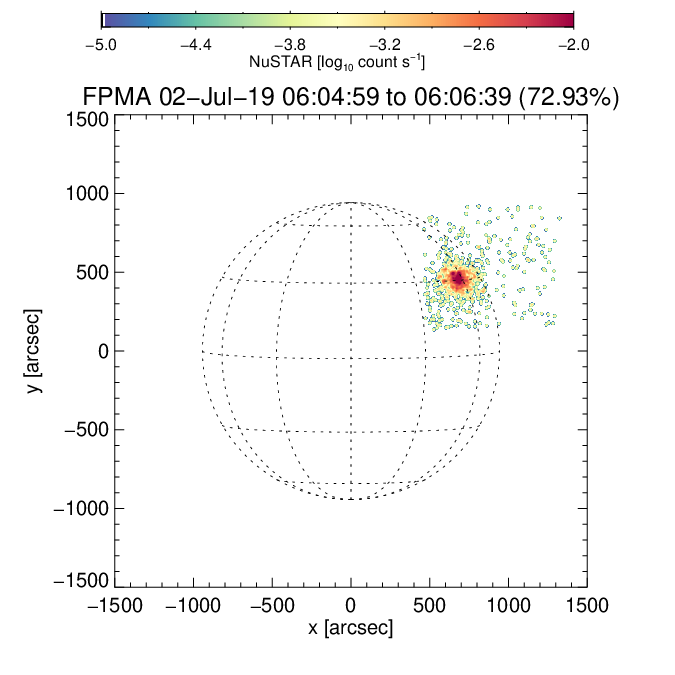 −5.0 −4.4 −3.8 −3.2 −2.6 −2.0
NuSTAR [log₁₀ count s⁻¹]
FPMA 02−Jul−19 06:04:59 to 06:06:39 (72.93%)
1500
1000
500
0
−500
−1000
−1500
y [arcsec]
−1500 −1000 −500 0 500 1000 1500
x [arcsec]